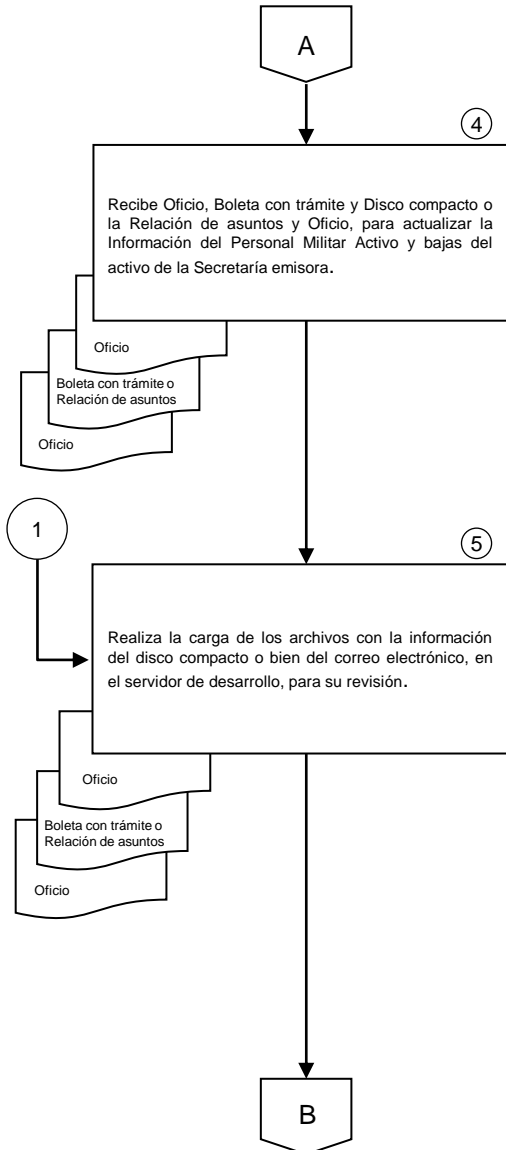 A
4
Recibe Oficio, Boleta con trámite y Disco compacto o
la Relación de asuntos y Oficio, para actualizar la
Información del Personal Militar Activo y bajas del
activo de la Secretaría emisora.
Oficio
Boleta con trámite o
Relación de asuntos
Oficio
1
5
Realiza la carga de los archivos con la información
del disco compacto o bien del correo electrónico, en
el servidor de desarrollo, para su revisión.
Oficio
Boleta con trámite o
Relación de asuntos
Oficio
B